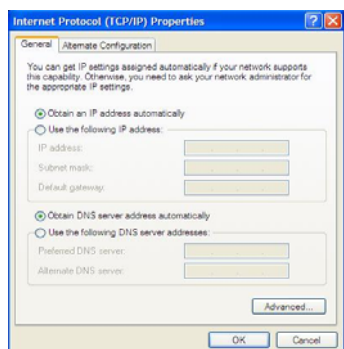 Internet Protocol (TCP/IP) Properties
General
Alternate Configuration
You can get IP settings assigned automatically if your network supports
this capability. Otherwise, you need to ask your network administrator for
the appropriate IP settings.
Obtain an IP address automatically
Use the following IP address:
IP address:
Subnet mask:
Default gateway:
Obtain DNS server address automatically
Use the following DNS server addresses:
Preferred DNS server:
Alternate DNS server:
Advanced...
OK
Cancel